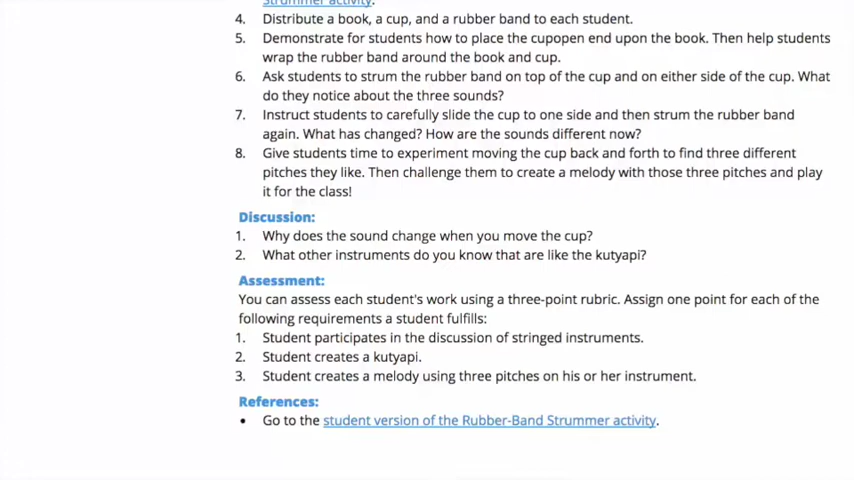 Strummer activity.
4. Distribute a book, a cup, and a rubber band to each student.
5. Demonstrate for students how to place the cupopen end upon the book. Then help students
wrap the rubber band around the book and cup.
6. Ask students to strum the rubber band on top of the cup and on either side of the cup. What
do they notice about the three sounds?
7. Instruct students to carefully slide the cup to one side and then strum the rubber band
again. What has changed? How are the sounds different now?
8. Give students time to experiment moving the cup back and forth to find three different
pitches they like. Then challenge them to create a melody with those three pitches and play
it for the class!
Discussion:
1. Why does the sound change when you move the cup?
2. What other instruments do you know that are like the kutyapi?
Assessment:
You can assess each student's work using a three-point rubric. Assign one point for each of the
following requirements a student fulfills:
1. Student participates in the discussion of stringed instruments.
2. Student creates a kutyapi.
3. Student creates a melody using three pitches on his or her instrument.
References:
• Go to the student version of the Rubber-Band Strummer activity.